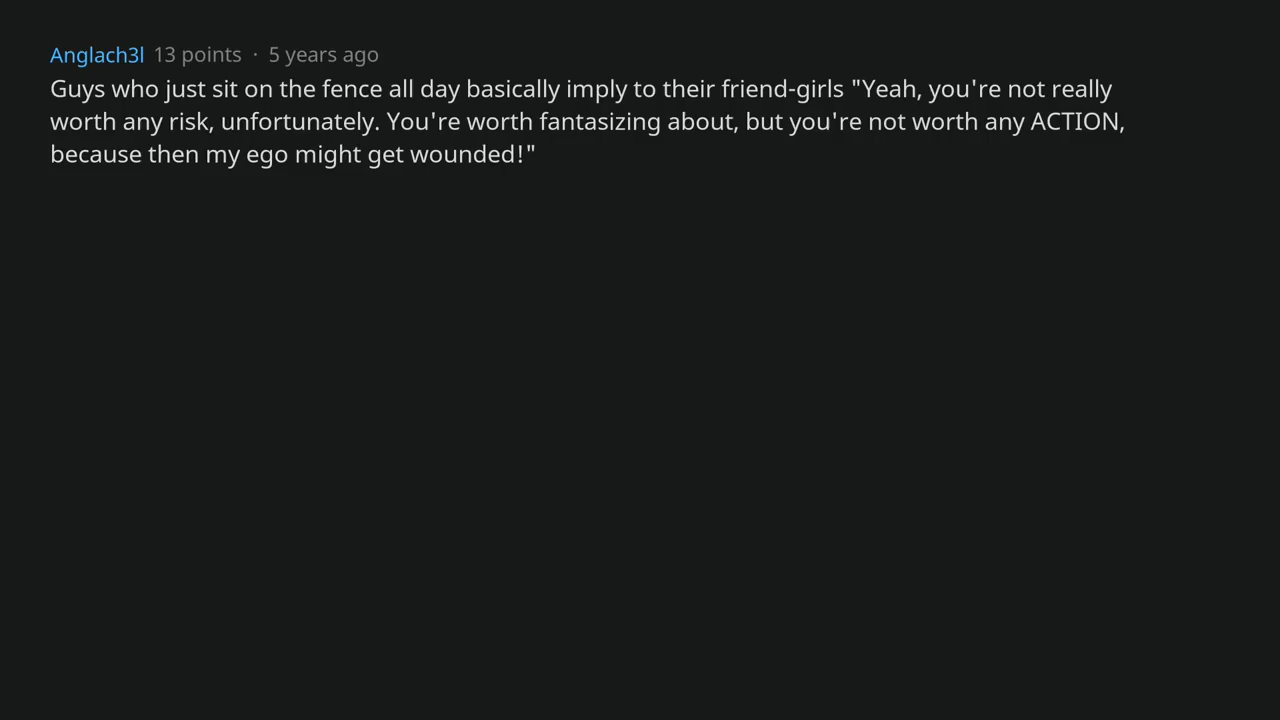 Anglach3l 13 points · 5 years ago
Guys who just sit on the fence all day basically imply to their friend-girls "Yeah, you're not really
worth any risk, unfortunately. You're worth fantasizing about, but you're not worth any ACTION,
because then my ego might get wounded!"